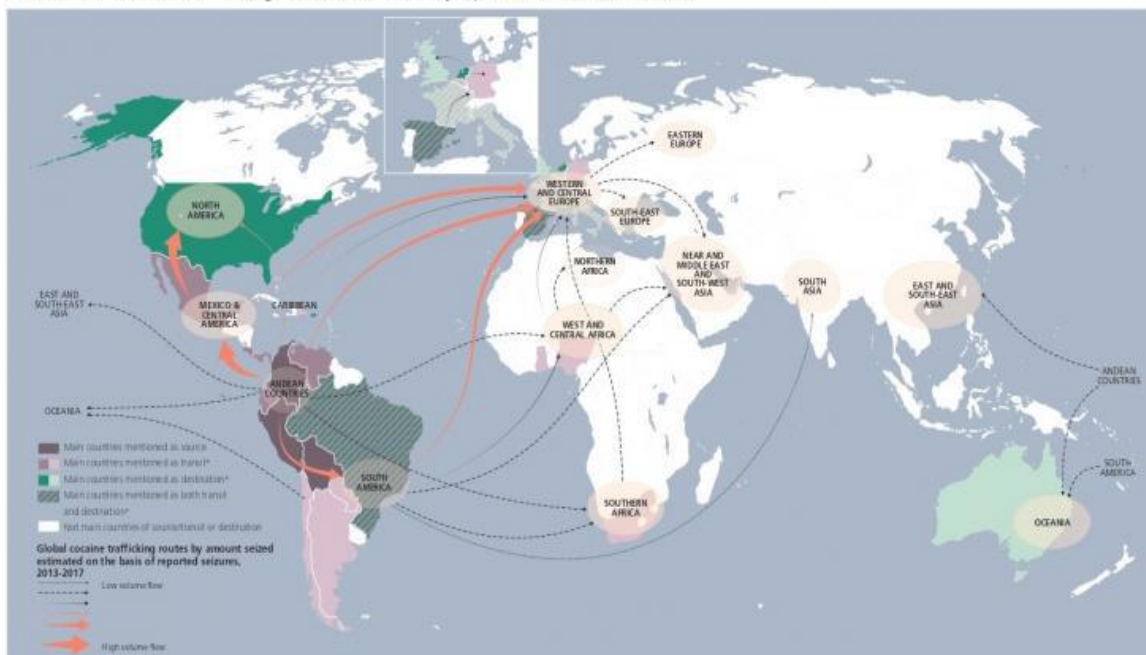 EASTERN
EUROPE
WESTERN
AND CENTRAL
EUROPE
NORTH
AMERICA
SOUTH-EAST
EUROPE
NEAR AND
MIDDLE EAST
AND
SOUTH-WEST
ASIA
NORTHERN
AFRICA
SOUTH
ASIA
EAST AND
SOUTH-EAST
ASIA
EAST AND
SOUTH-EAST
ASIA
MEXICO &
CENTRAL
AMERICA
CARIBBEAN
WEST AND
CENTRAL AFRICA
ANDEAN
COUNTRIES
ANDEAN
COUNTRIES
OCEANIA
SOUTH
AMERICA
SOUTH
AMERICA
SOUTHERN
AFRICA
OCEANIA
Main countries mentioned as source
Main countries mentioned as transit*
Main countries mentioned as destination*
Main countries mentioned as both transit
and destination*
Not main countries of source/transit or destination
Global cocaine trafficking routes by amount seized
estimated on the basis of reported seizures,
2013-2017
Low volume flow
High volume flow